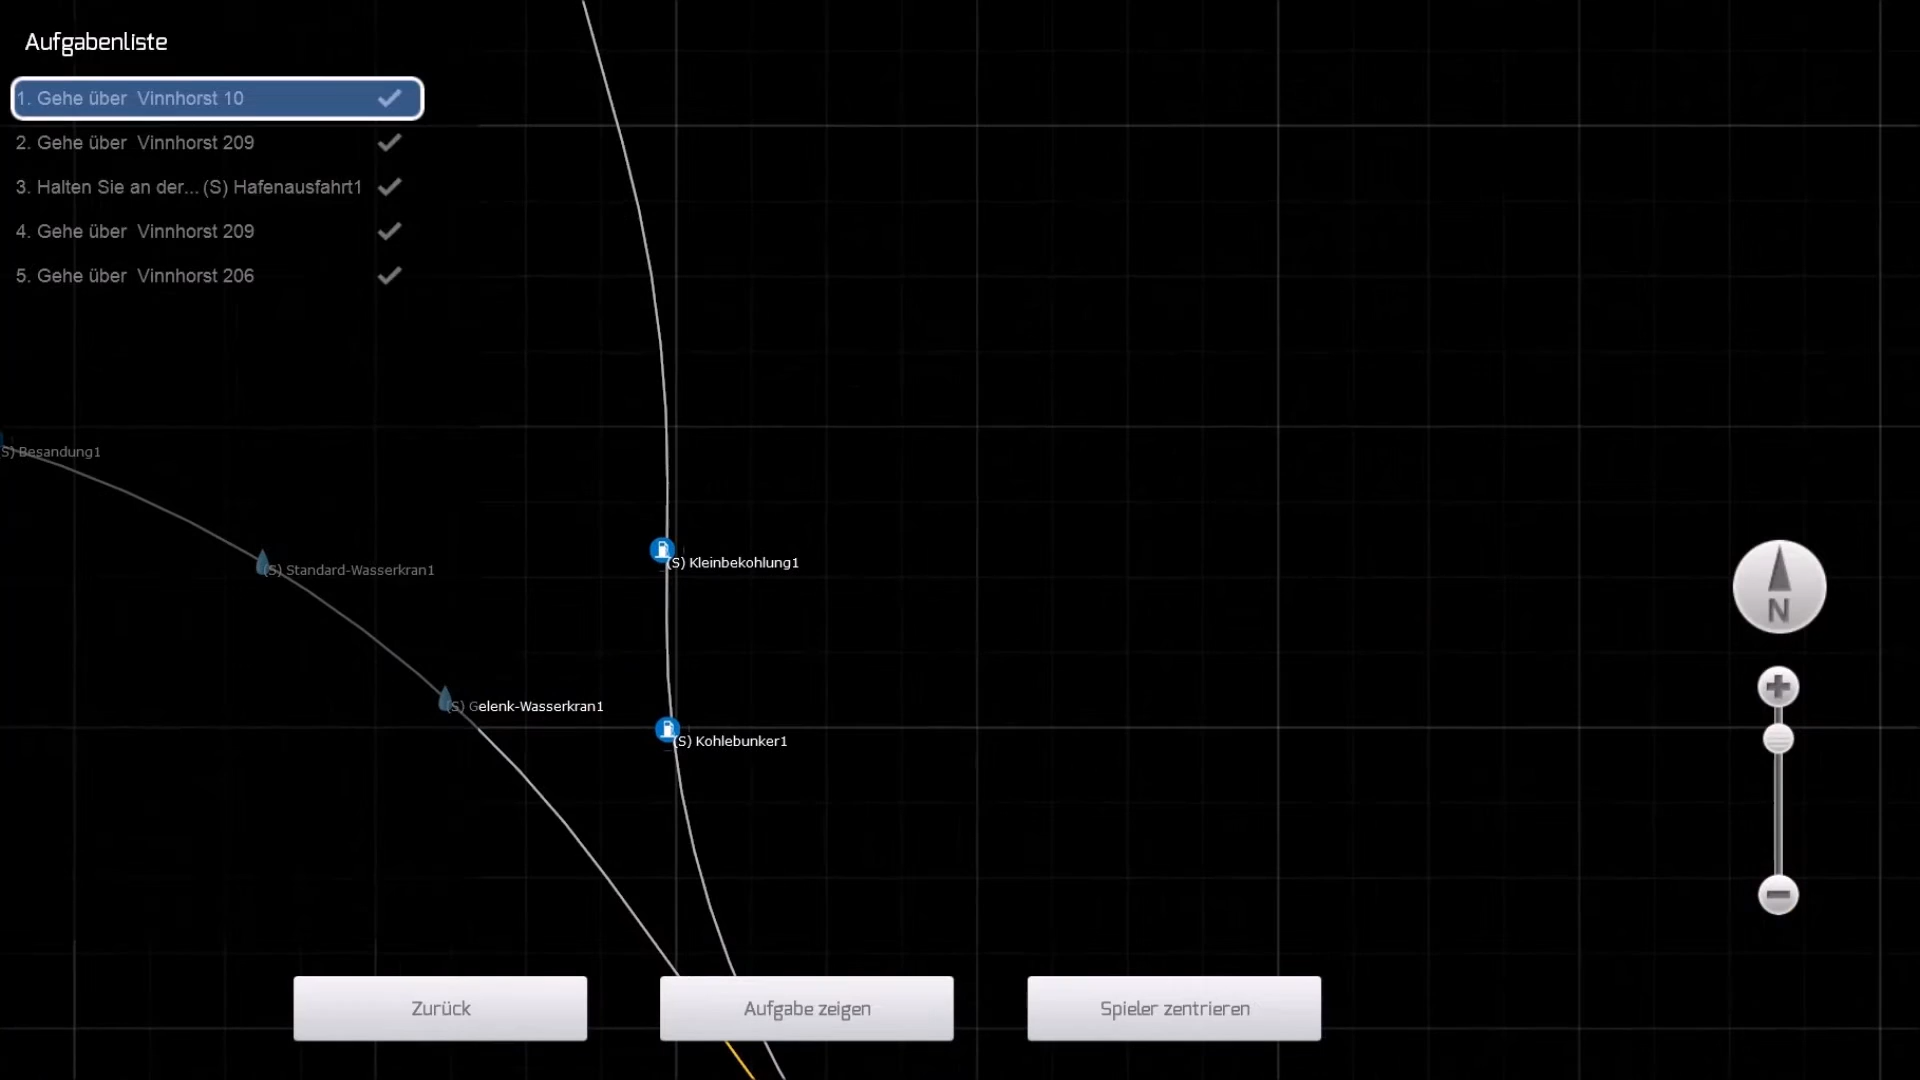 Aufgabenliste
1. Gehe über Vinnhorst 10
2. Gehe über Vinnhorst 209
3. Halten Sie an der... (S) Hafenausfahrt1
4. Gehe über Vinnhorst 209
5. Gehe über Vinnhorst 206
S) Besandung1
(S) Kleinbekohlung1
(S) Standard-Wasserkran1
N
(S) Gelenk-Wasserkran1
(S) Kohlebunker1
Zurück
Aufgabe zeigen
Spieler zentrieren